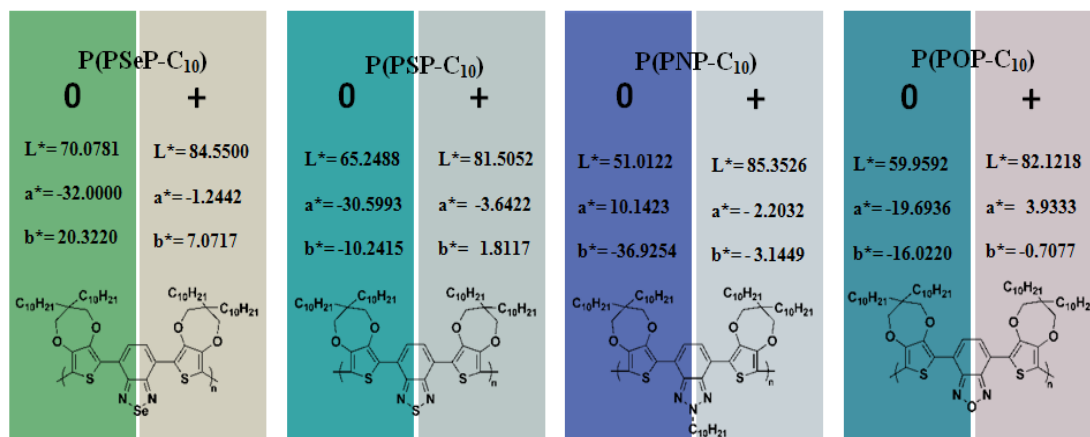 P(PSeP-C10)
0 +
L*= 70.0781 L*= 84.5500
a*= -32.0000 a*= -1.2442
b*= 20.3220 b*= 7.0717
C10H21 C10H21 C10H21 C10H21
O O O O
S S n
N N
Se
P(PSP-C10)
0 +
L*= 65.2488 L*= 81.5052
a*= -30.5993 a*= -3.6422
b*= -10.2415 b*= 1.8117
C10H21 C10H21 C10H21 C10H21
O O O O
S S n
N N
S
P(PNP-C10)
0 +
L*= 51.0122 L*= 85.3526
a*= 10.1423 a*= - 2.2032
b*= -36.9254 b*= -3.1449
C10H21 C10H21 C10H21 C10H21
O O O O
S S n
N N
N
C10H21
P(POP-C10)
0 +
L*= 59.9592 L*= 82.1218
a*= -19.6936 a*= 3.9333
b*= -16.0220 b*= -0.7077
C10H21 C10H21 C10H21 C10H2
O O O O
S S n
N N
O